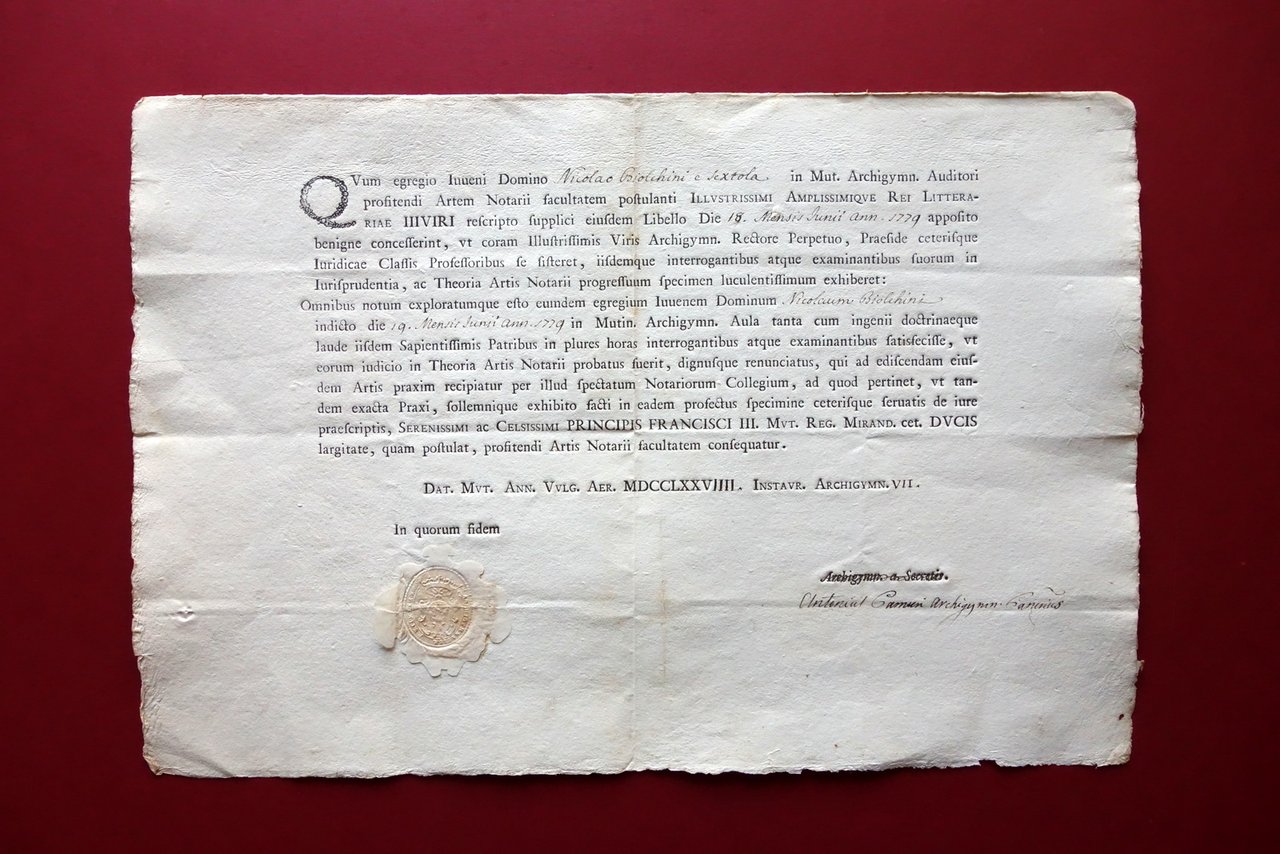 QVum egregio Iuueni Domino Nicolao Biolchini e Sextola in Mut. Archigymn. Auditori
profitendi Artem Notarii facultatem poſtulanti ILLVSTRISSIMI AMPLISSIMIQVE REI LITTERA-
RIAE IIIVIRI reſcripto ſupplici eiuſdem Libello Die 18. Mensis Junii Ann. 1779 appoſito
benigne conceſſerint, vt coram Illuſtriſſimis Viris Archigymn. Rectore Perpetuo, Praeſide ceteriſque
Iuridicae Claſſis Profeſſoribus ſe ſiſteret, iiſdemque interrogantibus atque examinantibus ſuorum in
Iuriſprudentia, ac Theoria Artis Notarii progreſſuum ſpecimen luculentiſſimum exhiberet:
Omnibus notum exploratumque eſto eumdem egregium Iuuenem Dominum Nicolaum Biolchini
indicto die 19. Mensis Junii Ann. 1779 in Mutin. Archigymn. Aula tanta cum ingenii doctrinaeque
laude iiſdem Sapientiſſimis Patribus in plures horas interrogantibus atque examinantibus ſatisfeciſſe, vt
eorum iudicio in Theoria Artis Notarii probatus fuerit, dignuſque renunciatus, qui ad ediſcendam eiuſ-
dem Artis praxim recipiatur per illud ſpectatum Notariorum Collegium, ad quod pertinet, vt tan-
dem exacta Praxi, ſollemnique exhibito facti in eadem profectus ſpecimine ceteriſque ſeruatis de iure
praeſcriptis, SERENISSIMI AC CELSISSIMI PRINCIPIS FRANCISCI III. MVT. REG. MIRAND. cet. DVCIS
largitate, quam poſtulat, profitendi Artis Notarii facultatem conſequatur.
DAT. MVT. ANN. VVLG. AER. MDCCLXXVIIII. INSTAVR. ARCHIGYMN. VII.
In quorum fidem
Archigymn. a Secretis.
Antonius Camuri Archigymn.